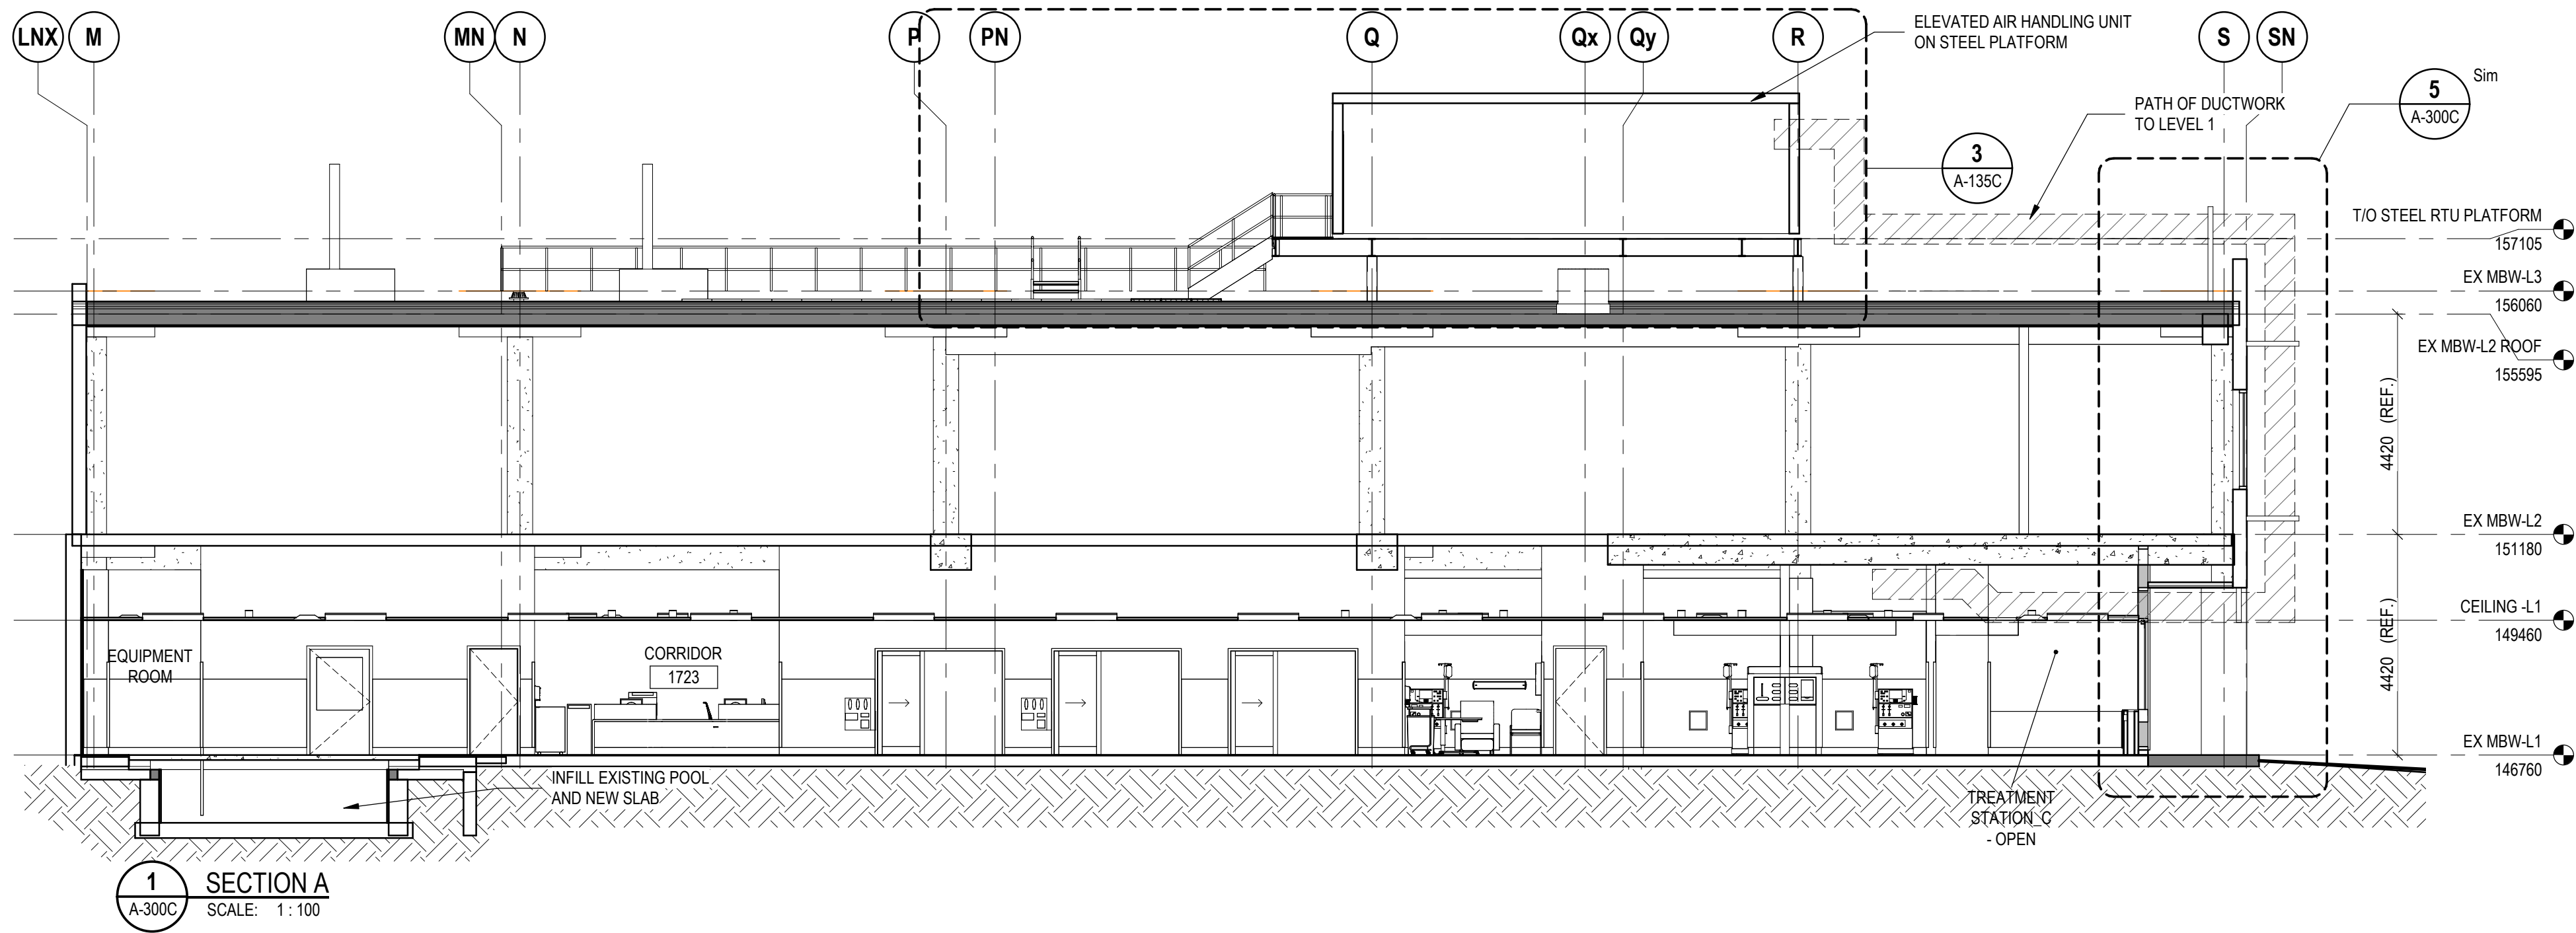 LNX
M
MN
N
P
PN
Q
Qx
Qy
R
S
SN
ELEVATED AIR HANDLING UNIT
ON STEEL PLATFORM
5
A-300C
Sim
PATH OF DUCTWORK
TO LEVEL 1
3
A-135C
T/O STEEL RTU PLATFORM
157105
EX MBW-L3
156060
EX MBW-L2 ROOF
155595
4420 (REF.)
EX MBW-L2
151180
CEILING -L1
149460
4420 (REF.)
EX MBW-L1
146760
EQUIPMENT
ROOM
CORRIDOR
1723
INFILL EXISTING POOL
AND NEW SLAB
TREATMENT
STATION_C
- OPEN
1
A-300C
SECTION A
SCALE: 1 : 100